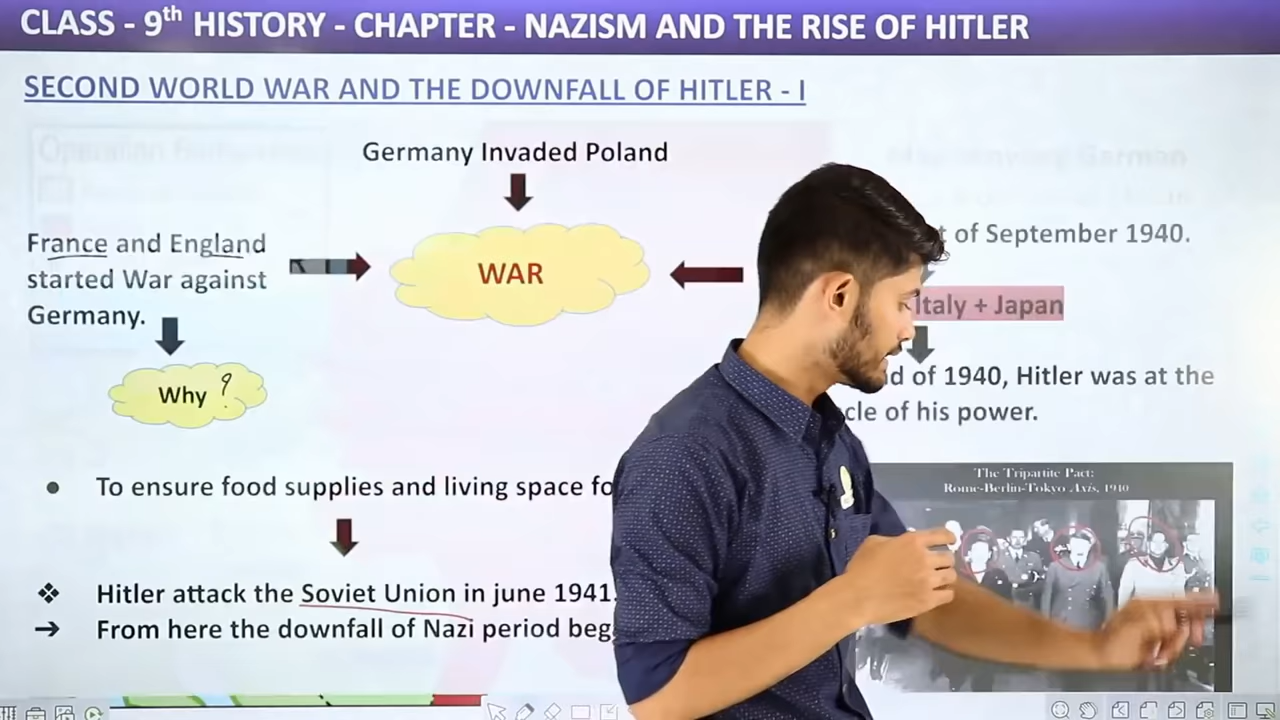 CLASS - 9th HISTORY - CHAPTER - NAZISM AND THE RISE OF HITLER
SECOND WORLD WAR AND THE DOWNFALL OF HITLER - I
Germany Invaded Poland
France and England
started War against
Germany.
WAR
Why ?
t of September 1940.
Italy + Japan
d of 1940, Hitler was at the
cle of his power.
• To ensure food supplies and living space fo
❖ Hitler attack the Soviet Union in june 1941.
→ From here the downfall of Nazi period beg
The Tripartite Pact:
Rome-Berlin-Tokyo Axis, 1940